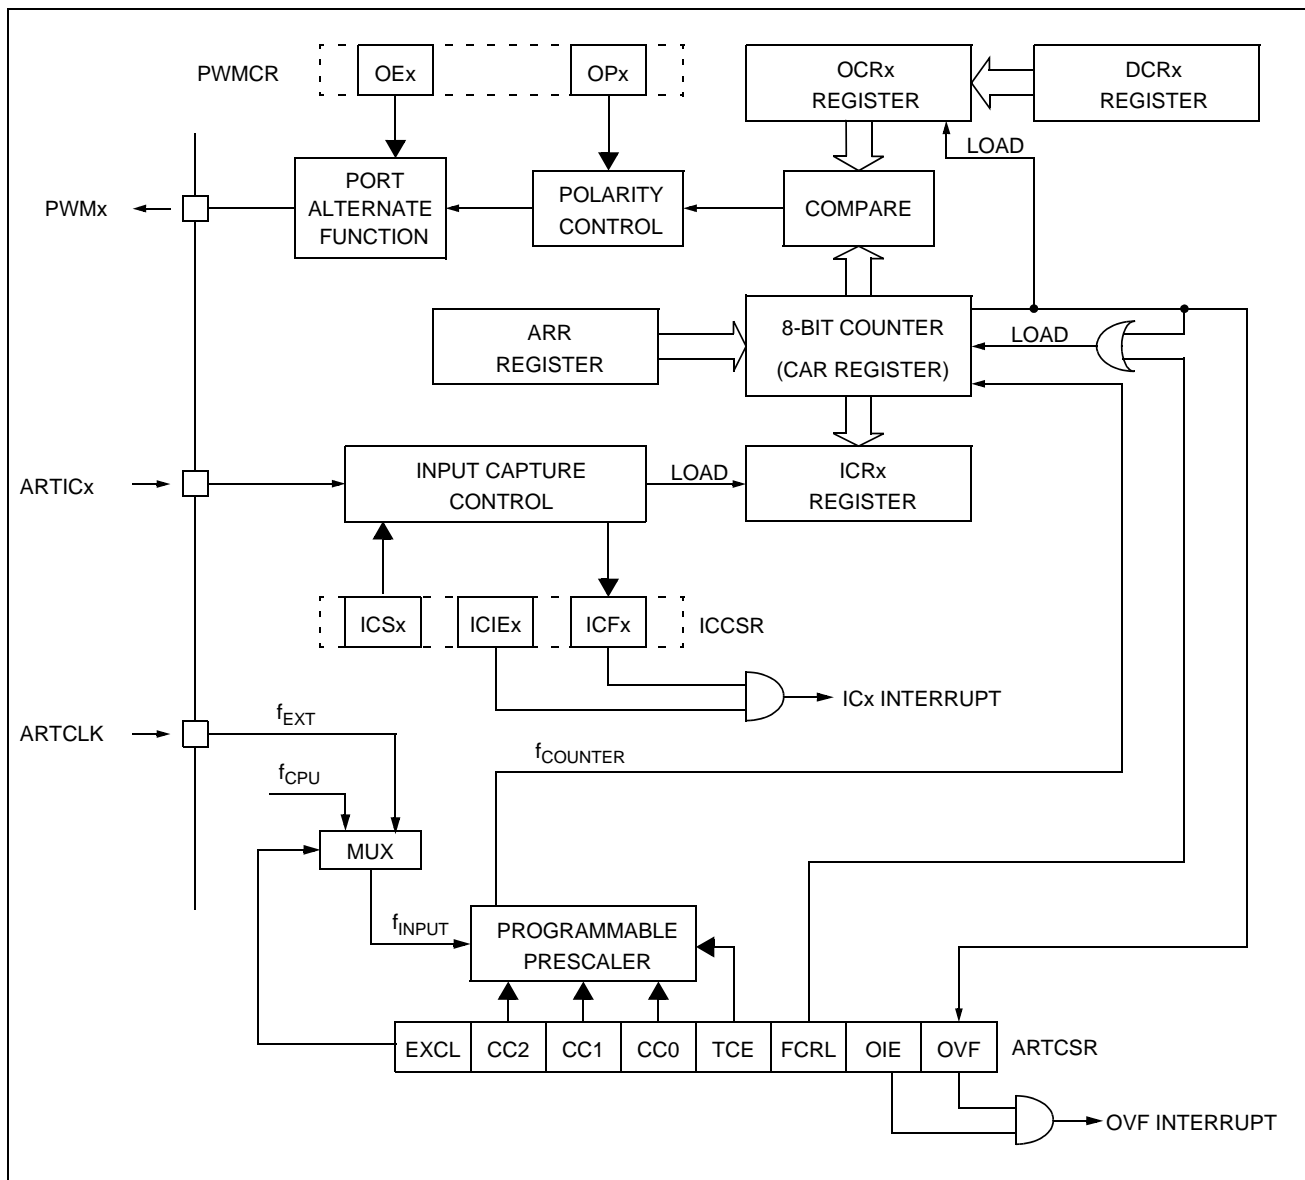 PWMCR
OEx
OPx
OCRx
REGISTER
DCRx
REGISTER
LOAD
PWMx
PORT
ALTERNATE
FUNCTION
POLARITY
CONTROL
COMPARE
ARR
REGISTER
8-BIT COUNTER
(CAR REGISTER)
LOAD
ARTICx
INPUT CAPTURE
CONTROL
LOAD
ICRx
REGISTER
ICSx
ICIEx
ICFx
ICCSR
ICx INTERRUPT
ARTCLK
fEXT
fCPU
fCOUNTER
MUX
fINPUT
PROGRAMMABLE
PRESCALER
EXCL
CC2
CC1
CC0
TCE
FCRL
OIE
OVF
ARTCSR
OVF INTERRUPT